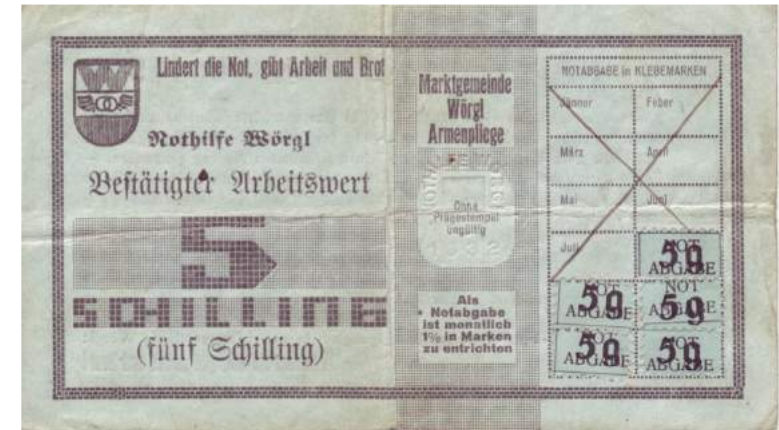 Lindert die Not, gibt Arbeit und Brot
Nothilfe Wörgl
Bestätigter Arbeitswert
5
SCHILLING
(fünf Schilling)
Marktgemeinde
Wörgl
Armenpflege
Ohne
Prägestempel
ungültig
Als
Notabgabe
ist monatlich
1% in Marken
zu entrichten
NOTABGABE in KLEBEMARKEN
Jänner Feber
März April
Mai Juni
Juli
NOT
5g
ABGABE
NOT
5g
ABGABE
NOT
5g
ABGABE
NOT
5g
ABGABE
NOT
5g
ABGABE